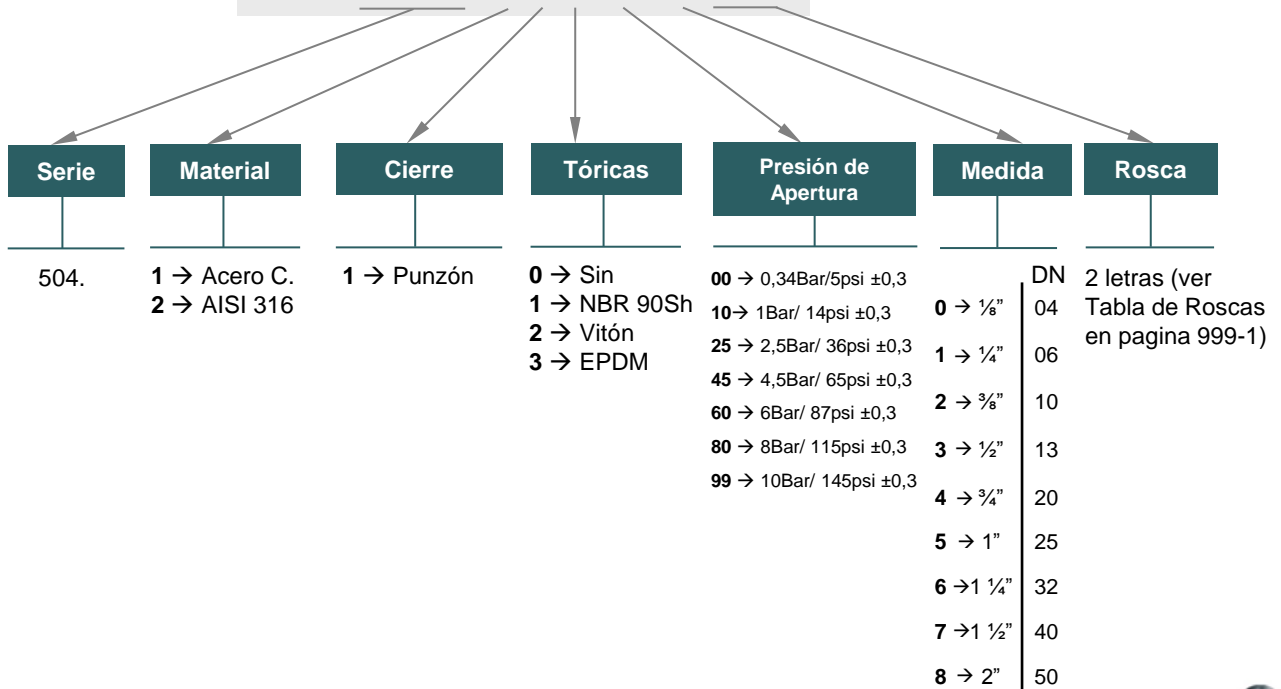 Serie
Material
Cierre
Tóricas
Presión de
Apertura
Medida
Rosca
504.
1 → Acero C.
2 → AISI 316
1 → Punzón
0 → Sin
1 → NBR 90Sh
2 → Vitón
3 → EPDM
00 → 0,34Bar/5psi ±0,3
10→ 1Bar/ 14psi ±0,3
25 → 2,5Bar/ 36psi ±0,3
45 → 4,5Bar/ 65psi ±0,3
60 → 6Bar/ 87psi ±0,3
80 → 8Bar/ 115psi ±0,3
99 → 10Bar/ 145psi ±0,3
DN
0 → ⅛” 04
1 → ¼” 06
2 → ⅜” 10
3 → ½” 13
4 → ¾” 20
5 → 1” 25
6 →1 ¼” 32
7 →1 ½” 40
8 → 2” 50
2 letras (ver
Tabla de Roscas
en pagina 999-1)